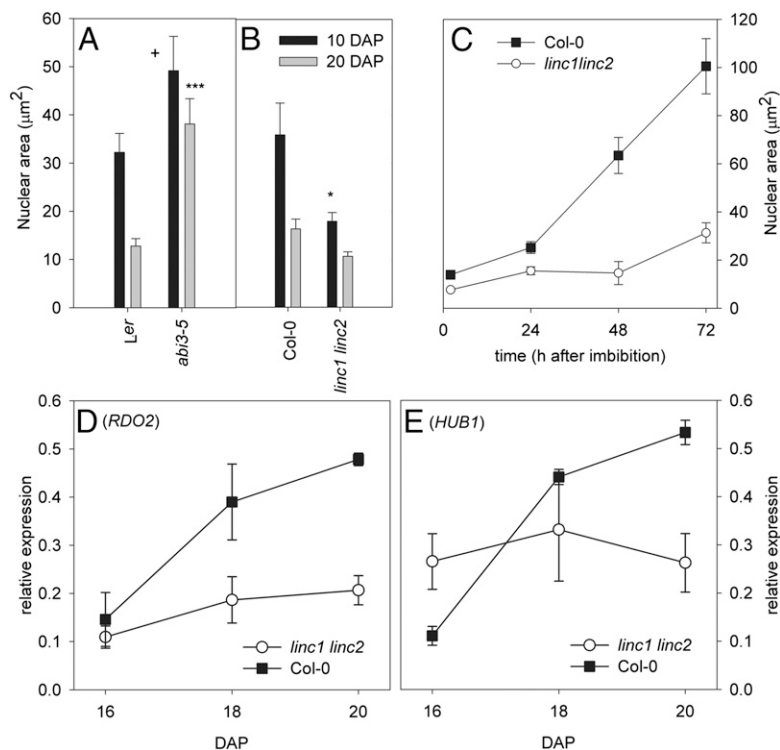 A
B
C
10 DAP
20 DAP
Col-0
linc1linc2
Nuclear area (μm²)
60
50
40
30
20
10
0
+
***
*
Ler
abi3-5
Col-0
linc1 linc2
120
100
80
60
40
20
0
Nuclear area (μm²)
0 24 48 72
time (h after imbibition)
D (RDO2)
relative expression
0.6
0.5
0.4
0.3
0.2
0.1
0.0
linc1 linc2
Col-0
16 18 20
DAP
E (HUB1)
linc1 linc2
Col-0
0.6
0.5
0.4
0.3
0.2
0.1
0.0
relative expression
16 18 20
DAP